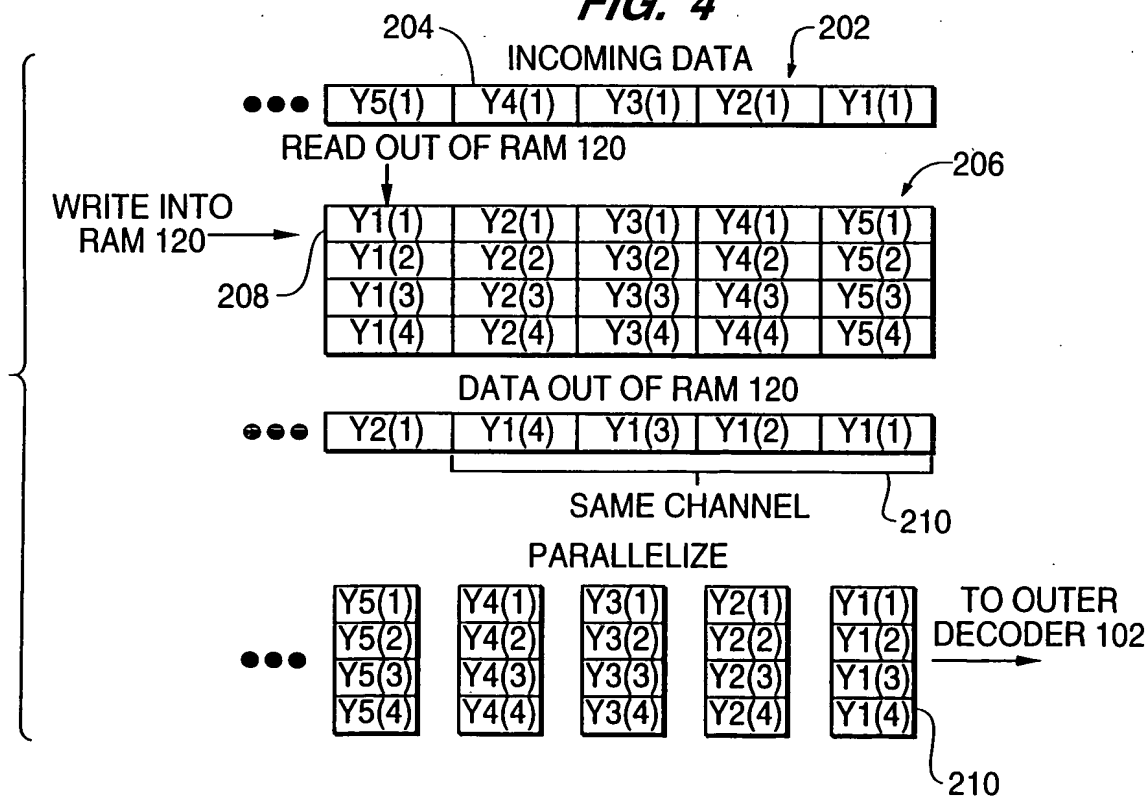 FIG. 4
204
202
INCOMING DATA
Y5(1) Y4(1) Y3(1) Y2(1) Y1(1)
READ OUT OF RAM 120
206
WRITE INTO
RAM 120
208
Y1(1) Y2(1) Y3(1) Y4(1) Y5(1)
Y1(2) Y2(2) Y3(2) Y4(2) Y5(2)
Y1(3) Y2(3) Y3(3) Y4(3) Y5(3)
Y1(4) Y2(4) Y3(4) Y4(4) Y5(4)
DATA OUT OF RAM 120
Y2(1) Y1(4) Y1(3) Y1(2) Y1(1)
SAME CHANNEL
210
PARALLELIZE
Y5(1) Y4(1) Y3(1) Y2(1) Y1(1)
Y5(2) Y4(2) Y3(2) Y2(2) Y1(2)
Y5(3) Y4(3) Y3(3) Y2(3) Y1(3)
Y5(4) Y4(4) Y3(4) Y2(4) Y1(4)
TO OUTER
DECODER 102
210